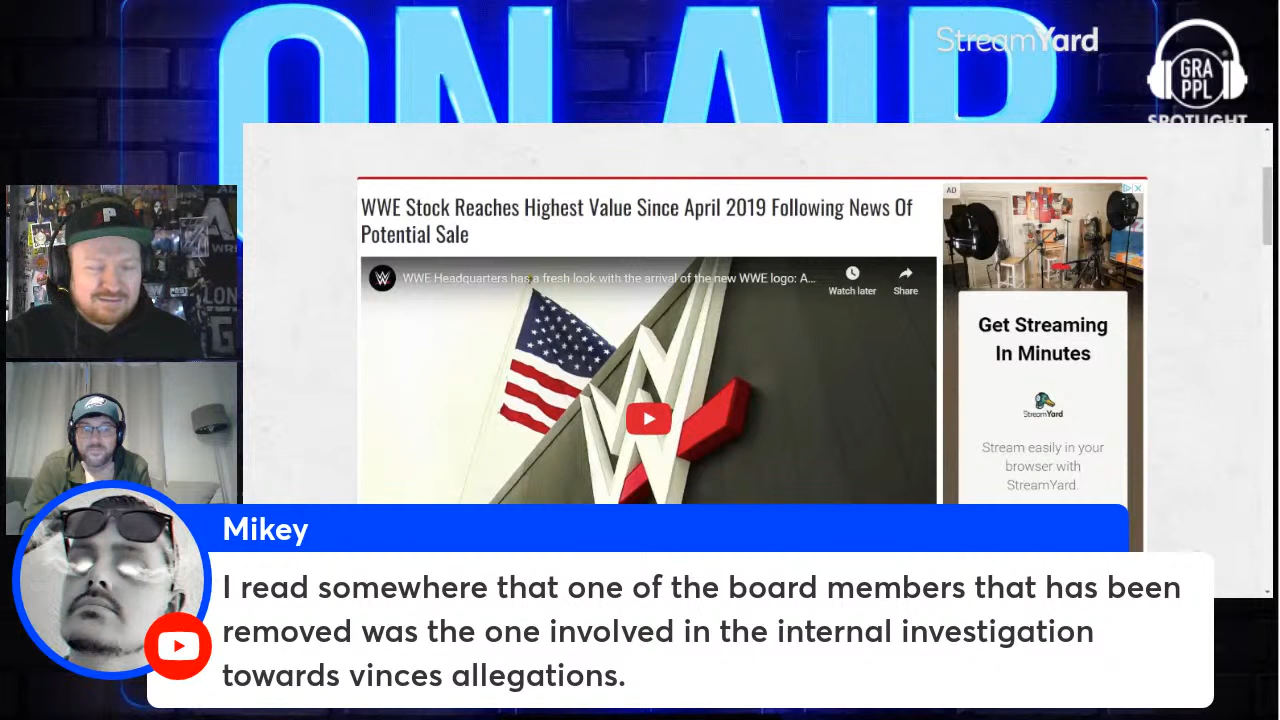 ON AIR
StreamYard
GRA
PPL
SPOTLIGHT
WWE Stock Reaches Highest Value Since April 2019 Following News Of
Potential Sale
WWE Headquarters has a fresh look with the arrival of the new WWE logo: A...
Watch later
Share
AD
Get Streaming
In Minutes
StreamYard
Stream easily in your
browser with
StreamYard.
Mikey
I read somewhere that one of the board members that has been
removed was the one involved in the internal investigation
towards vinces allegations.